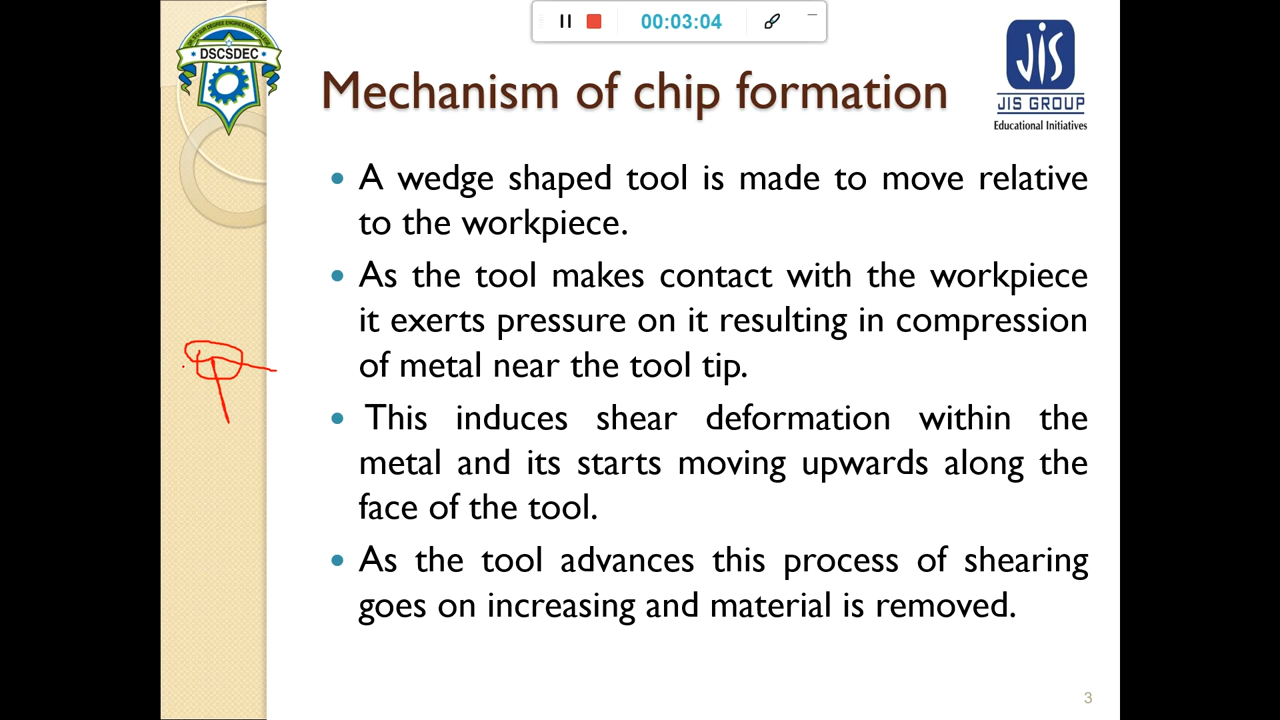 00:03:04
DSCSDEC
Mechanism of chip formation
JIS
JIS GROUP
Educational Initiatives
• A wedge shaped tool is made to move relative
to the workpiece.
• As the tool makes contact with the workpiece
it exerts pressure on it resulting in compression
of metal near the tool tip.
• This induces shear deformation within the
metal and its starts moving upwards along the
face of the tool.
• As the tool advances this process of shearing
goes on increasing and material is removed.
3